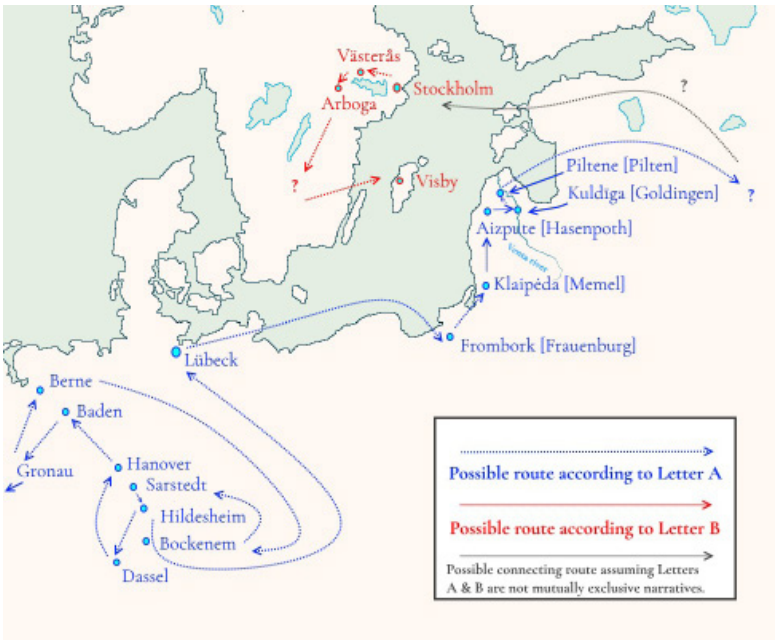 Västerås
Stockholm
Arboga
?
?
Visby
Piltene [Pilten]
Kuldīga [Goldingen]
?
Aizpute [Hasenpoth]
Venta river
Klaipėda [Memel]
Frombork [Frauenburg]
Lübeck
Berne
Baden
Gronau
Hanover
Sarstedt
Hildesheim
Bockenem
Dassel
Possible route according to Letter A
Possible route according to Letter B
Possible connecting route assuming Letters
A & B are not mutually exclusive narratives.